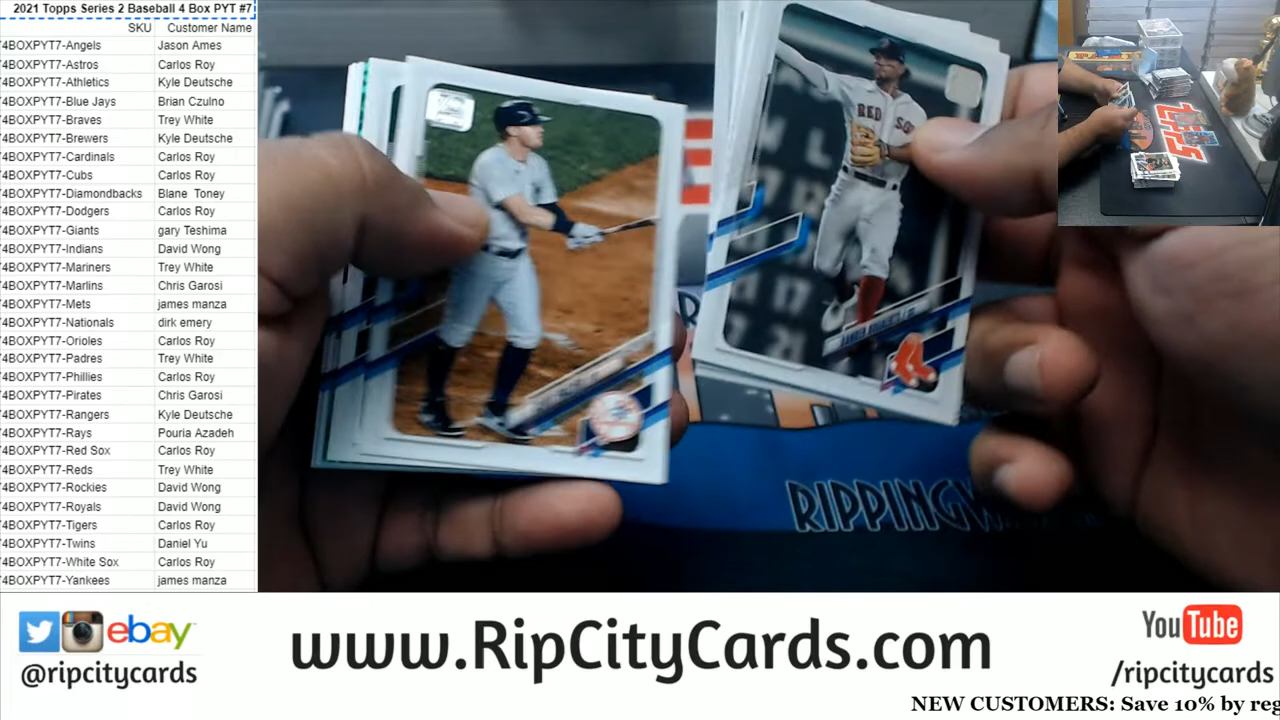 2021 Topps Series 2 Baseball 4 Box PYT #7
SKU Customer Name
4BOXPYT7-Angels Jason Ames
4BOXPYT7-Astros Carlos Roy
4BOXPYT7-Athletics Kyle Deutsche
4BOXPYT7-Blue Jays Brian Czulno
4BOXPYT7-Braves Trey White
4BOXPYT7-Brewers Kyle Deutsche
4BOXPYT7-Cardinals Carlos Roy
4BOXPYT7-Cubs Carlos Roy
4BOXPYT7-Diamondbacks Blane Toney
4BOXPYT7-Dodgers Carlos Roy
4BOXPYT7-Giants gary Teshima
4BOXPYT7-Indians David Wong
4BOXPYT7-Mariners Trey White
4BOXPYT7-Marlins Chris Garosi
4BOXPYT7-Mets james manza
4BOXPYT7-Nationals dirk emery
4BOXPYT7-Orioles Carlos Roy
4BOXPYT7-Padres Trey White
4BOXPYT7-Phillies Carlos Roy
4BOXPYT7-Pirates Chris Garosi
4BOXPYT7-Rangers Kyle Deutsche
4BOXPYT7-Rays Pouria Azadeh
4BOXPYT7-Red Sox Carlos Roy
4BOXPYT7-Reds Trey White
4BOXPYT7-Rockies David Wong
4BOXPYT7-Royals David Wong
4BOXPYT7-Tigers Carlos Roy
4BOXPYT7-Twins Daniel Yu
4BOXPYT7-White Sox Carlos Roy
4BOXPYT7-Yankees james manza
RED SO
RIPPING
ebay
@ripcitycards
www.RipCityCards.com
YouTube
/ripcitycards
NEW CUSTOMERS: Save 10% by reg